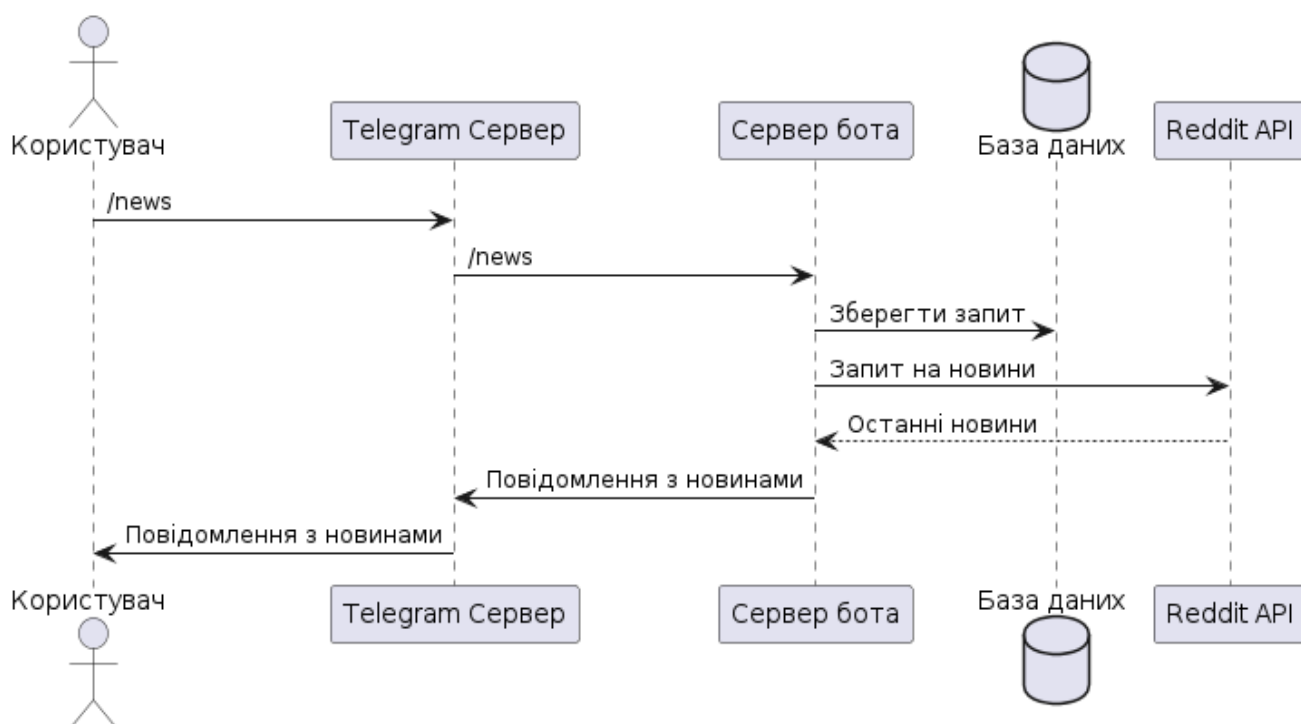 Користувач
Telegram Сервер
Сервер бота
База даних
Reddit API
/news
/news
Зберегти запит
Запит на новини
Останні новини
Повідомлення з новинами
Повідомлення з новинами
Користувач
Telegram Сервер
Сервер бота
База даних
Reddit API